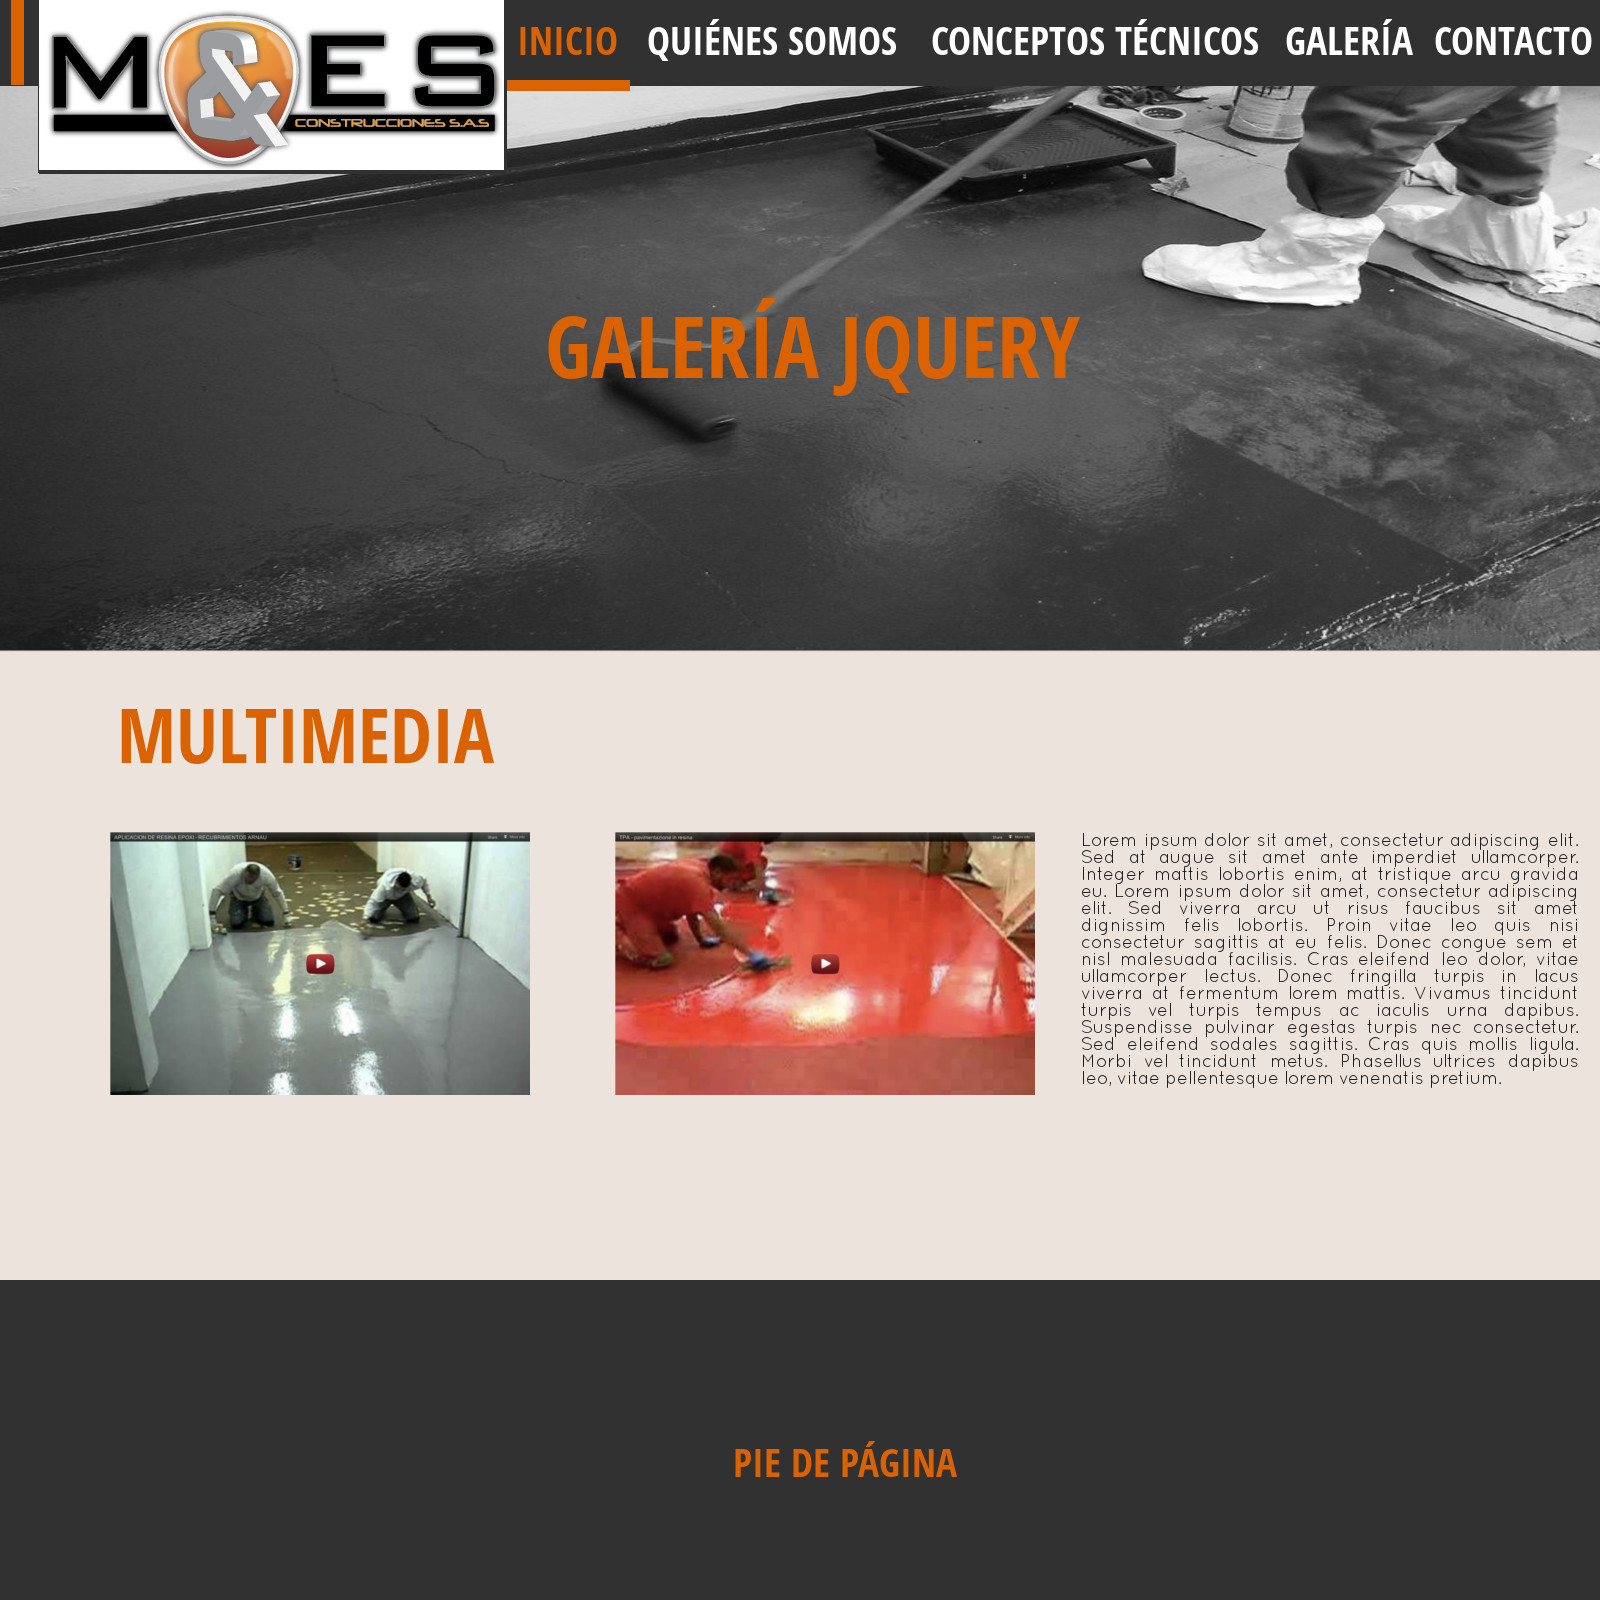 M&ES
CONSTRUCCIONES S.A.S
INICIO QUIÉNES SOMOS CONCEPTOS TÉCNICOS GALERÍA CONTACTO
GALERÍA JQUERY
MULTIMEDIA
APLICACION DE RESINA EPOXI - RECUBRIMENTOS ARNAU
Share More info
TPA - pavimentazione in resina
Share More info
Lorem ipsum dolor sit amet, consectetur adipiscing elit.
Sed at augue sit amet ante imperdiet ullamcorper.
Integer mattis lobortis enim, at tristique arcu gravida
eu. Lorem ipsum dolor sit amet, consectetur adipiscing
elit. Sed viverra arcu ut risus faucibus sit amet
dignissim felis lobortis. Proin vitae leo quis nisi
consectetur sagittis at eu felis. Donec congue sem et
nisl malesuada facilisis. Cras eleifend leo dolor, vitae
ullamcorper lectus. Donec fringilla turpis in lacus
viverra at fermentum lorem mattis. Vivamus tincidunt
turpis vel turpis tempus ac iaculis urna dapibus.
Suspendisse pulvinar egestas turpis nec consectetur.
Sed eleifend sodales sagittis. Cras quis mollis ligula.
Morbi vel tincidunt metus. Phasellus ultrices dapibus
leo, vitae pellentesque lorem venenatis pretium.
PIE DE PÁGINA